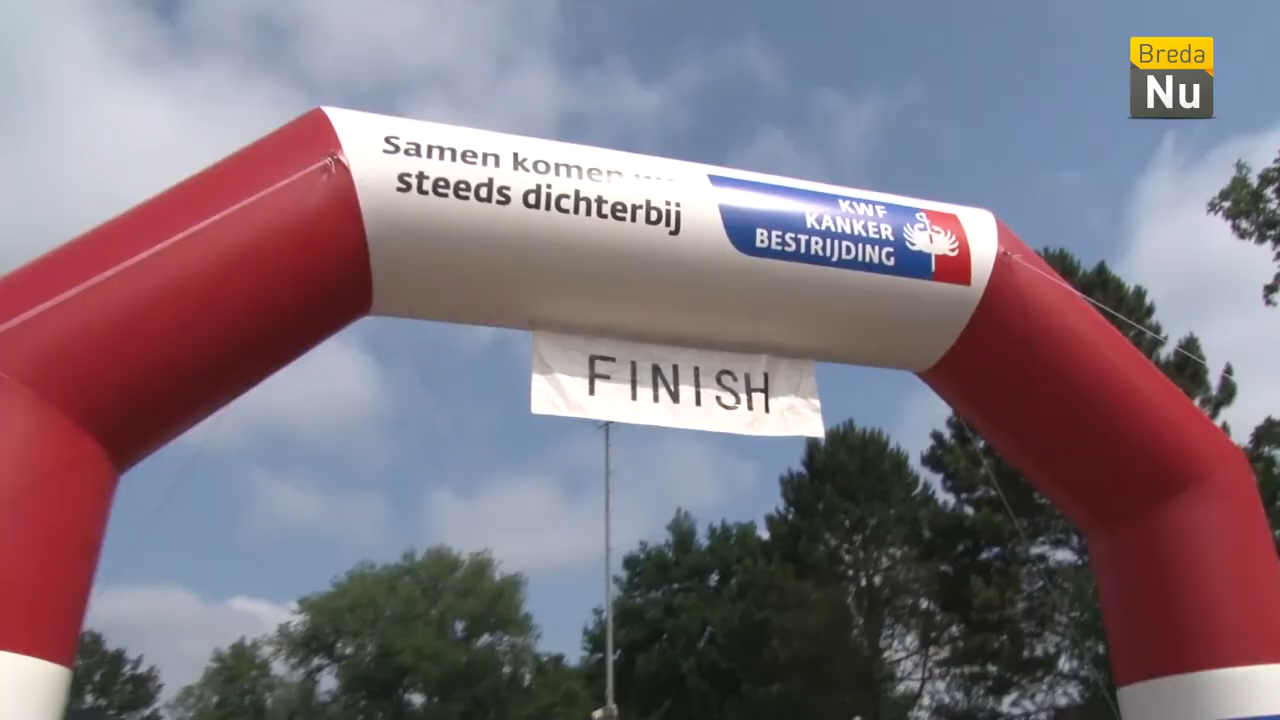 Breda
Nu
Samen komen
steeds dichterbij
KWF
KANKER
BESTRIJDING
FINISH